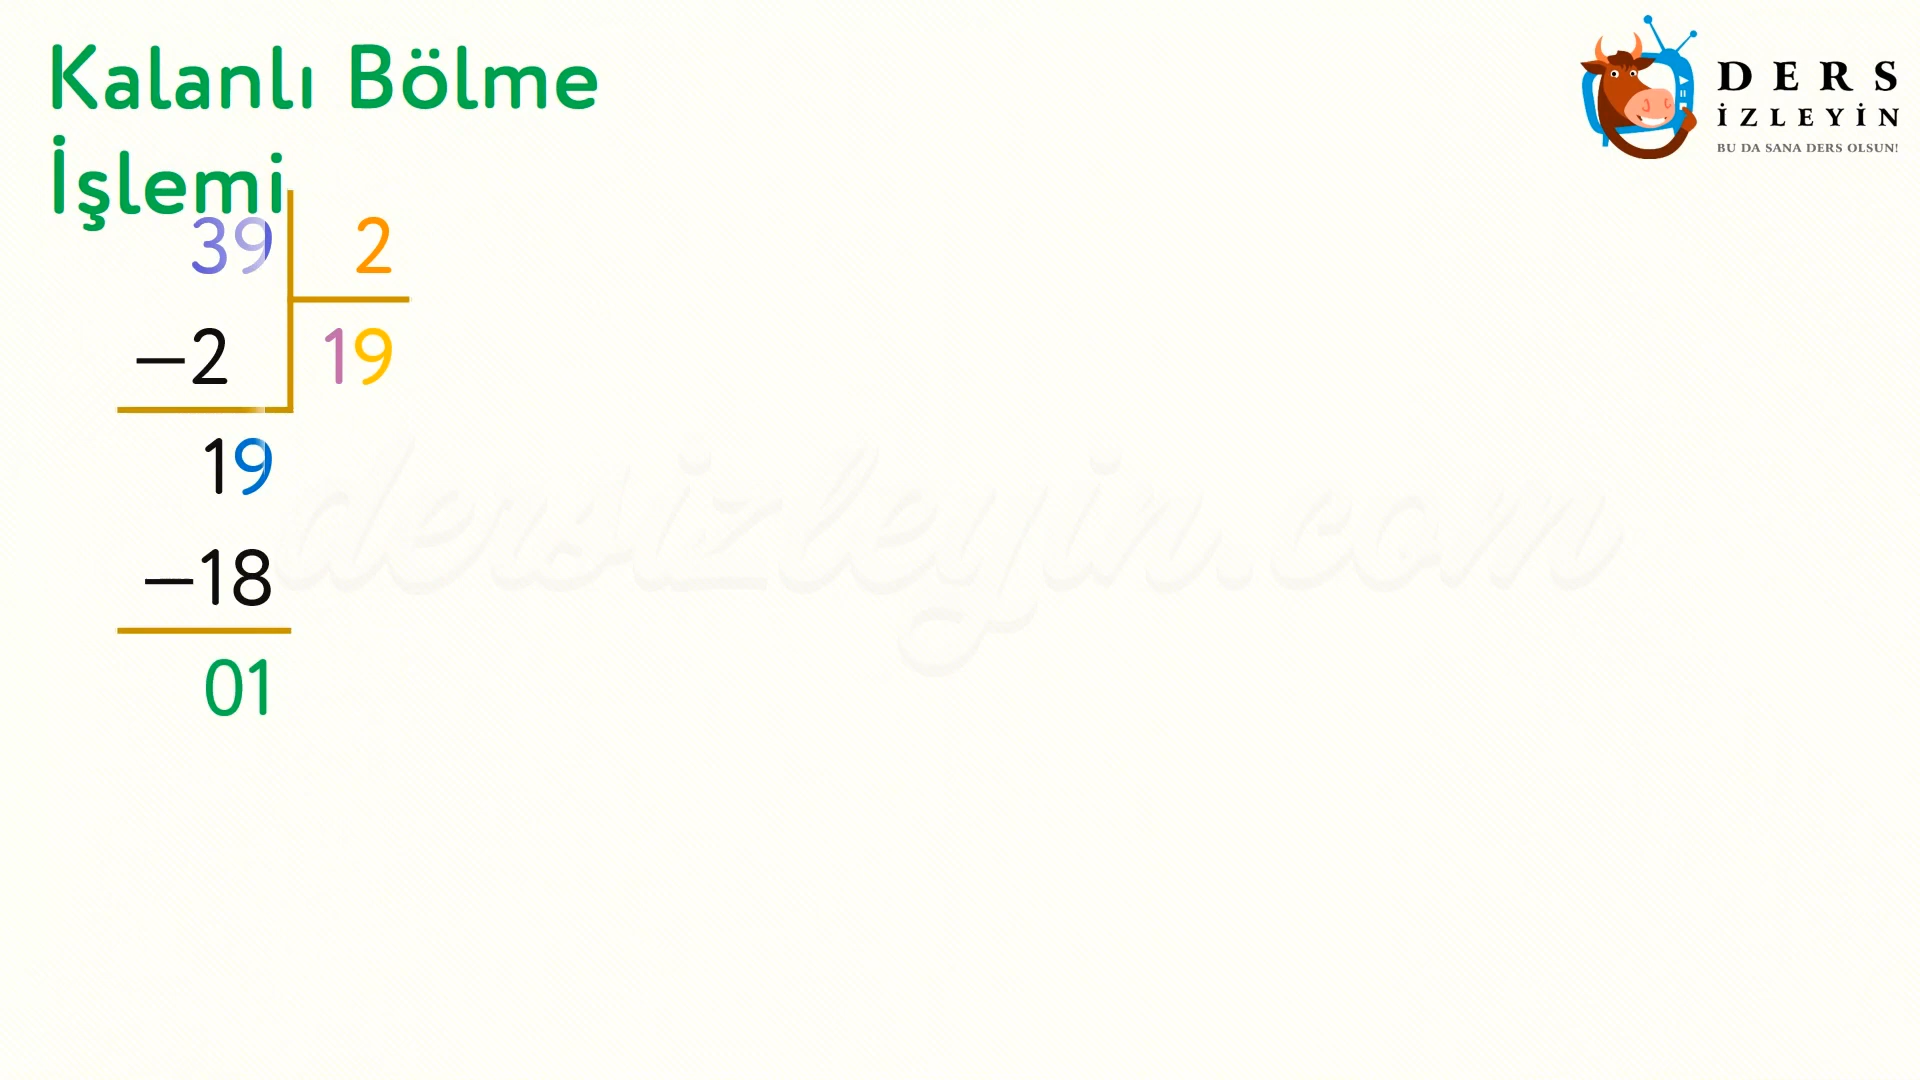 Kalanlı Bölme
İşlemi
39 2
−2 19
19
−18
01
DERS
İZLEYİN
BU DA SANA DERS OLSUN!
dersizleyin.com